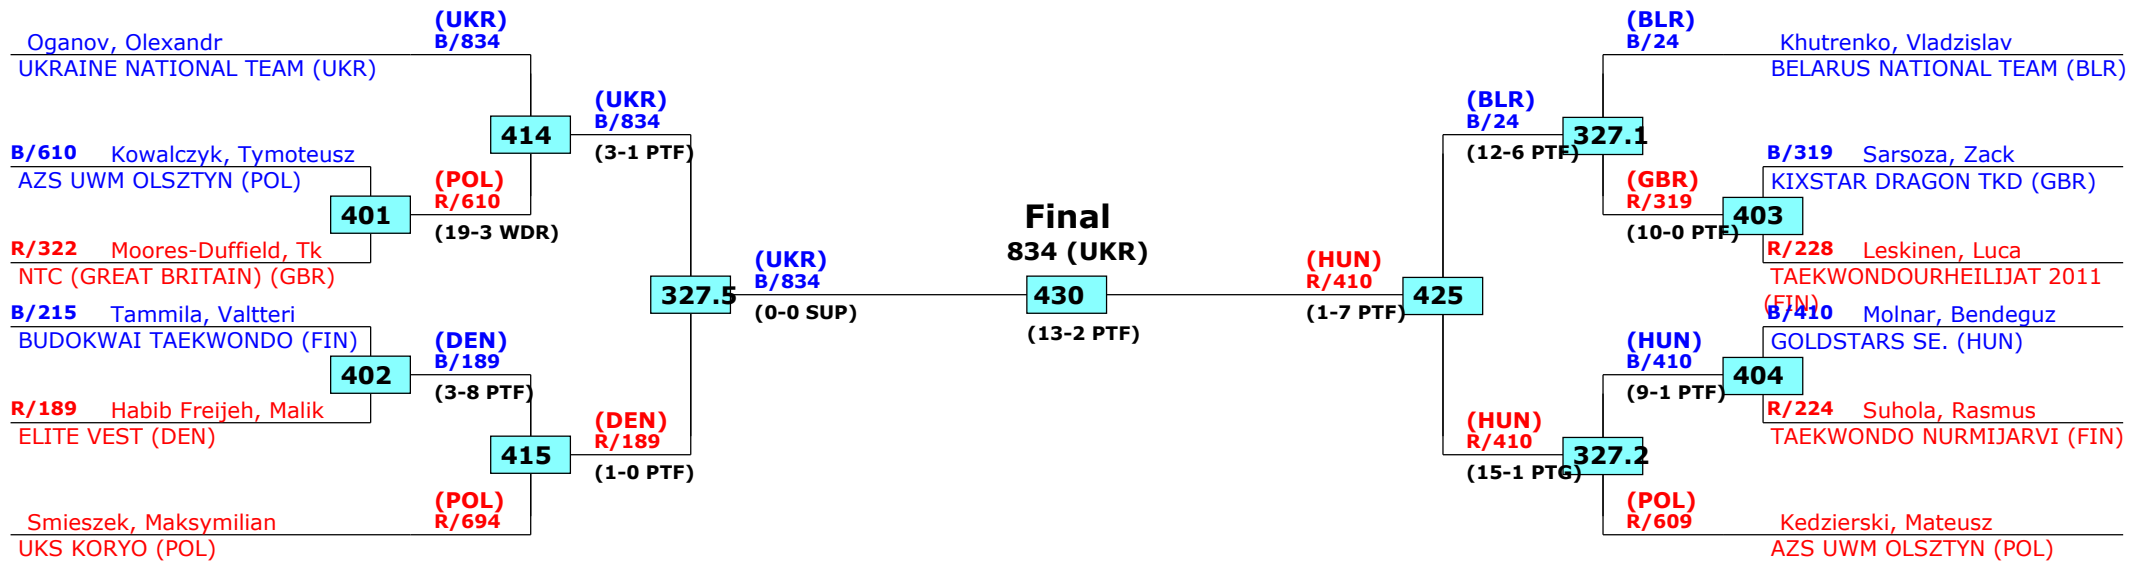 (UKR)
B/834
Oganov, Olexandr
UKRAINE NATIONAL TEAM (UKR)
414
(UKR)
B/834
(3-1 PTF)
B/610 Kowalczyk, Tymoteusz
AZS UWM OLSZTYN (POL)
401
(POL)
R/610
(19-3 WDR)
R/322 Moores-Duffield, Tk
NTC (GREAT BRITAIN) (GBR)
327.5
(UKR)
B/834
(0-0 SUP)
B/215 Tammila, Valtteri
BUDOKWAI TAEKWONDO (FIN)
402
(DEN)
B/189
(3-8 PTF)
R/189 Habib Freijeh, Malik
ELITE VEST (DEN)
415
(DEN)
R/189
(1-0 PTF)
(POL)
R/694
Smieszek, Maksymilian
UKS KORYO (POL)
Final
834 (UKR)
430
(13-2 PTF)
(HUN)
R/410
(1-7 PTF)
425
(BLR)
B/24
(12-6 PTF)
327.1
(BLR)
B/24
Khutrenko, Vladzislav
BELARUS NATIONAL TEAM (BLR)
(GBR)
R/319
(10-0 PTF)
403
B/319 Sarsoza, Zack
KIXSTAR DRAGON TKD (GBR)
R/228 Leskinen, Luca
TAEKWONDOURHEILIJAT 2011
(FIN)
B/410 Molnar, Bendeguz
GOLDSTARS SE. (HUN)
(HUN)
B/410
(9-1 PTF)
404
R/224 Suhola, Rasmus
TAEKWONDO NURMIJARVI (FIN)
(HUN)
R/410
(15-1 PTG)
327.2
(POL)
R/609
Kedzierski, Mateusz
AZS UWM OLSZTYN (POL)